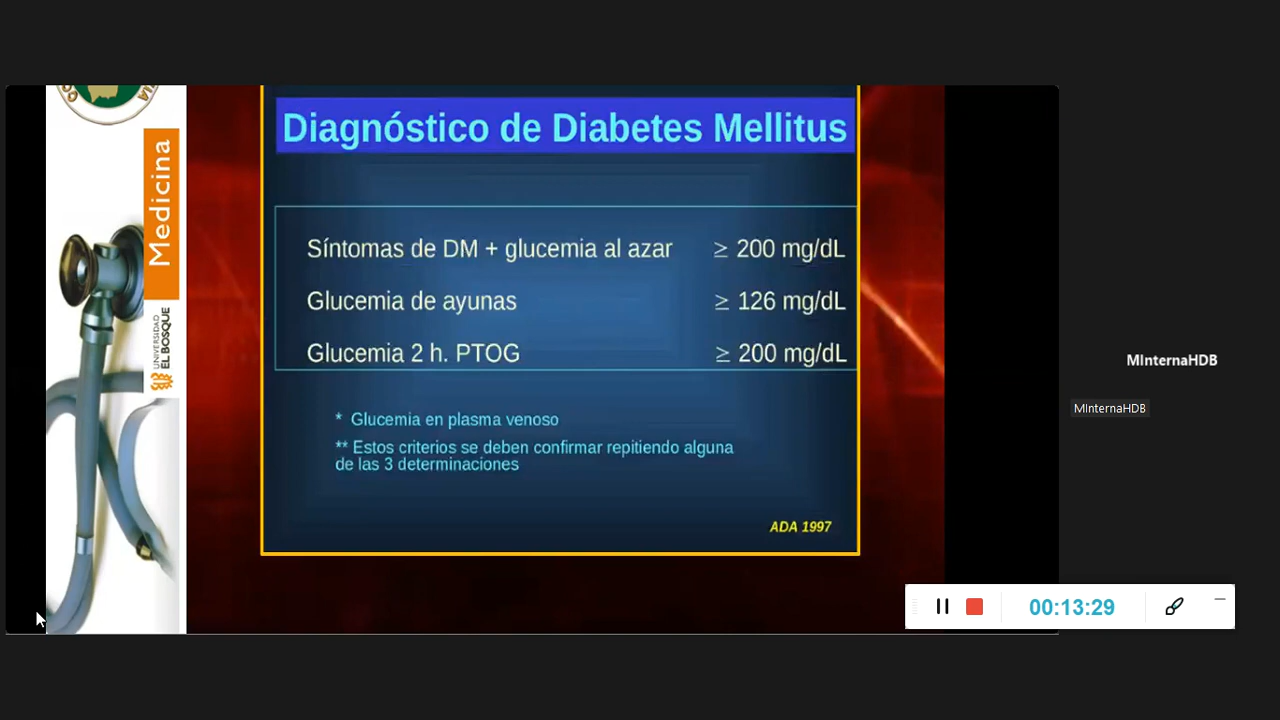 Diagnóstico de Diabetes Mellitus
Síntomas de DM + glucemia al azar ≥ 200 mg/dL
Glucemia de ayunas ≥ 126 mg/dL
Glucemia 2 h. PTOG ≥ 200 mg/dL
* Glucemia en plasma venoso
** Estos criterios se deben confirmar repitiendo alguna
de las 3 determinaciones
ADA 1997
Medicina
UNIVERSIDAD
EL BOSQUE
MInternaHDB
MInternaHDB
00:13:29